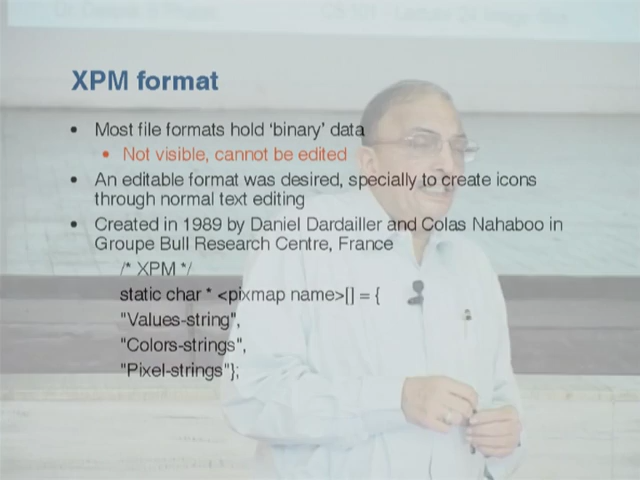 XPM format
• Most file formats hold ‘binary’ data
• Not visible, cannot be edited
• An editable format was desired, specially to create icons
through normal text editing
• Created in 1989 by Daniel Dardailler and Colas Nahaboo in
Groupe Bull Research Centre, France
/* XPM */
static char * <pixmap name>[] = {
"Values-string",
"Colors-strings",
"Pixel-strings"};